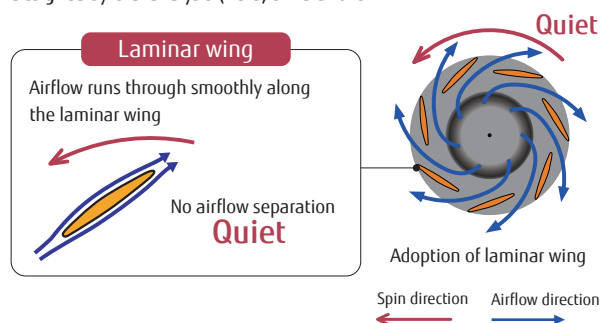 Laminar wing
Airflow runs through smoothly along
the laminar wing
No airflow separation
Quiet
Quiet
Adoption of laminar wing
Spin direction
Airflow direction